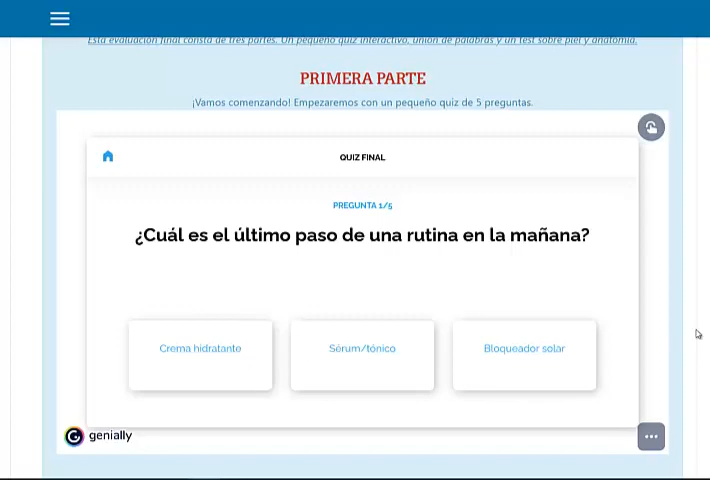 Esta evaluación final consta de tres partes. Un pequeño quiz interactivo, unión de palabras y un test sobre piel y anatomía.
PRIMERA PARTE
¡Vamos comenzando! Empezaremos con un pequeño quiz de 5 preguntas.
QUIZ FINAL
PREGUNTA 1/5
¿Cuál es el último paso de una rutina en la mañana?
Crema hidratante
Sérum/tónico
Bloqueador solar
genially